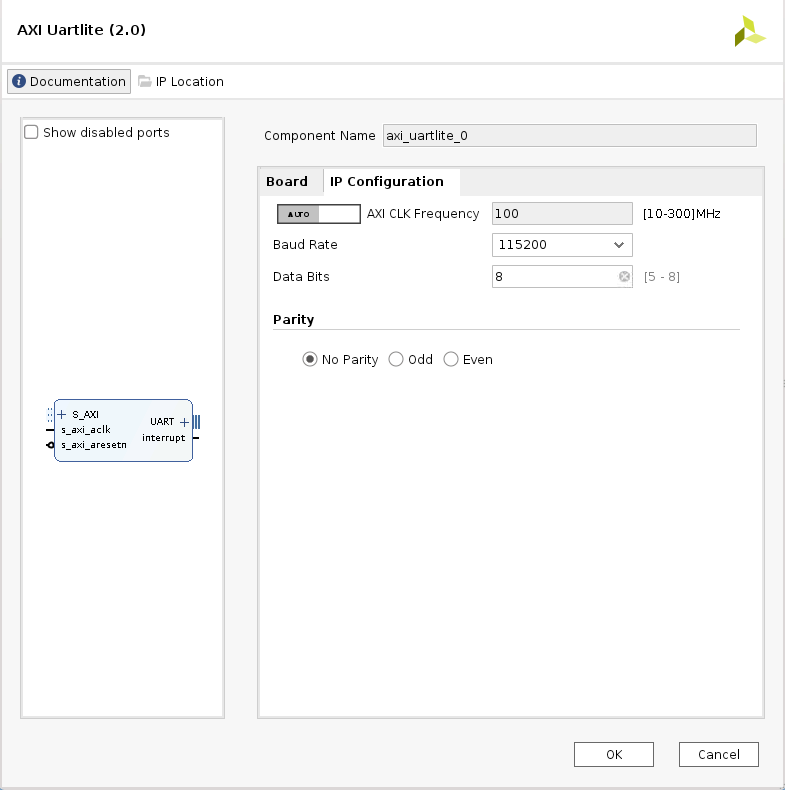 AXI Uartlite (2.0)
Documentation IP Location
Show disabled ports
S_AXI
s_axi_aclk
s_axi_aresetn
UART
interrupt
Component Name axi_uartlite_0
Board IP Configuration
AUTO AXI CLK Frequency 100 [10-300]MHz
Baud Rate 115200
Data Bits 8 [5 - 8]
Parity
No Parity Odd Even
OK Cancel